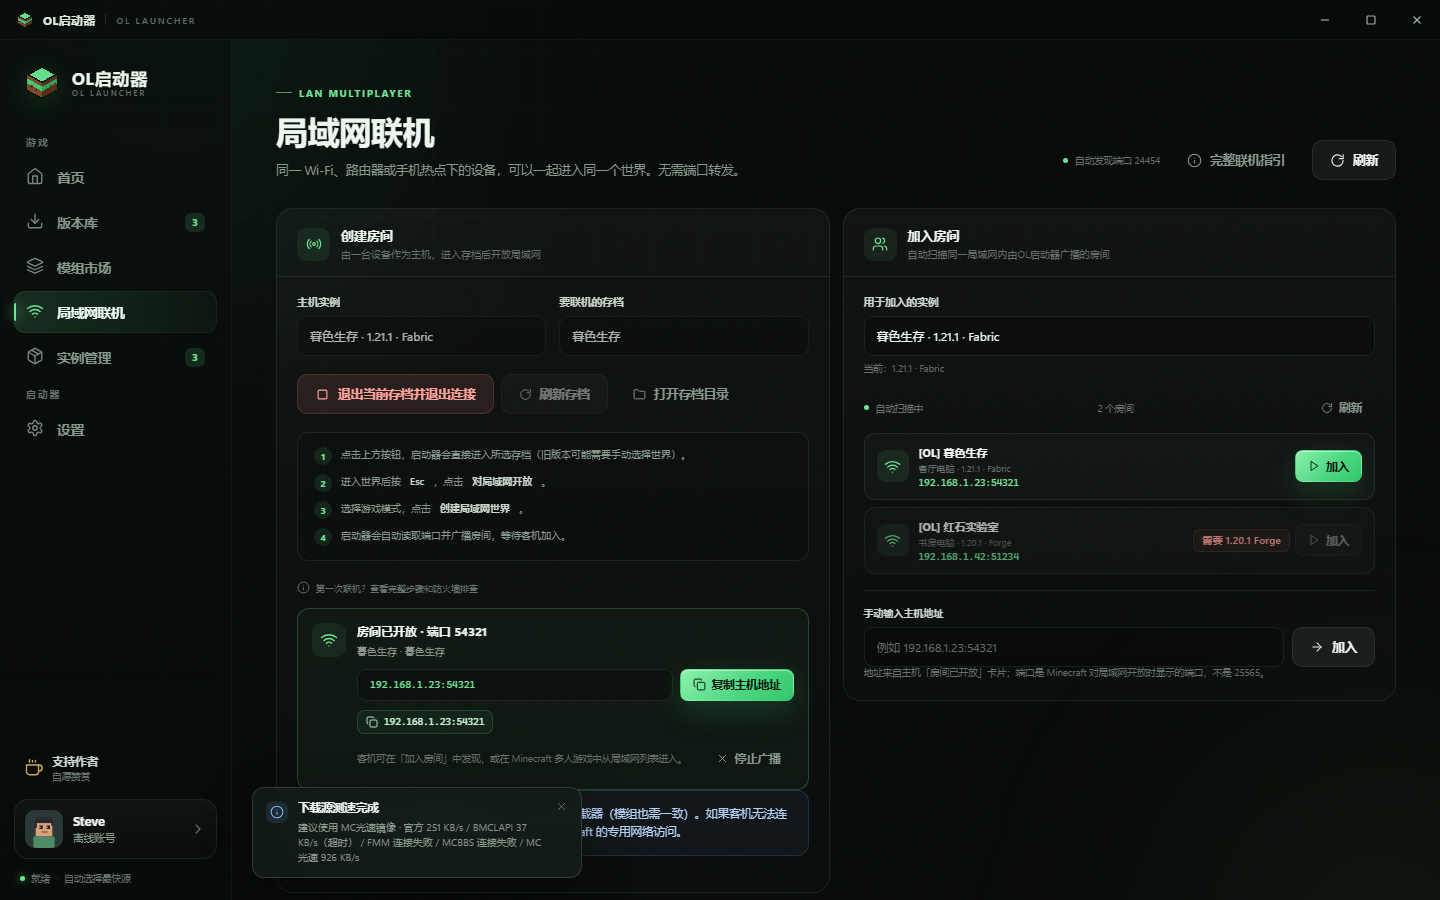 OL启动器
OL LAUNCHER
OL启动器
OL LAUNCHER
游戏
首页
版本库
3
模组市场
局域网联机
实例管理
3
启动器
设置
支持作者
自愿赞赏
Steve
离线账号
就绪 · 自动选择最快源
LAN MULTIPLAYER
局域网联机
同一 Wi-Fi、路由器或手机热点下的设备，可以一起进入同一个世界。无需端口转发。
自动发现端口 24454
完整联机指引
刷新
创建房间
由一台设备作为主机，进入存档后开放局域网
主机实例
要联机的存档
暮色生存 · 1.21.1 · Fabric
暮色生存
退出当前存档并退出连接
刷新存档
打开存档目录
1 点击上方按钮，启动器会直接进入所选存档（旧版本可能需要手动选择世界）。
2 进入世界后按 Esc ，点击 对局域网开放 。
3 选择游戏模式，点击 创建局域网世界 。
4 启动器会自动读取端口并广播房间，等待客机加入。
第一次联机？查看完整步骤和防火墙排查
房间已开放 · 端口 54321
暮色生存 · 暮色生存
192.168.1.23:54321
复制主机地址
192.168.1.23:54321
客机可在「加入房间」中发现，或在 Minecraft 多人游戏中从局域网列表进入。
停止广播
载器（模组也需一致）。如果客机无法连
aft 的专用网络访问。
下载源测速完成
建议使用 MC光速镜像 · 官方 251 KB/s / BMCLAPI 37
KB/s（超时） / FMM 连接失败 / MCBBS 连接失败 / MC
光速 926 KB/s
加入房间
自动扫描同一局域网内由OL启动器广播的房间
用于加入的实例
暮色生存 · 1.21.1 · Fabric
当前：1.21.1 · Fabric
自动扫描中
2 个房间
刷新
[OL] 暮色生存
客厅电脑 · 1.21.1 · Fabric
192.168.1.23:54321
加入
[OL] 红石实验室
书房电脑 · 1.20.1 · Forge
192.168.1.42:51234
需要 1.20.1 Forge
加入
手动输入主机地址
例如 192.168.1.23:54321
加入
地址来自主机「房间已开放」卡片；端口是 Minecraft 对局域网开放时显示的端口，不是 25565。